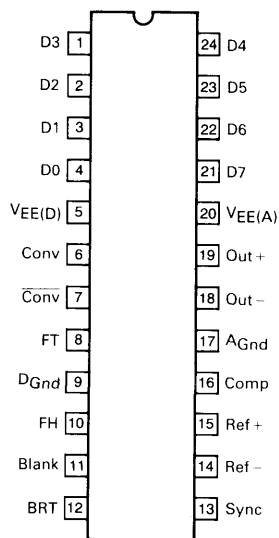 D3 1 24 D4
D2 2 23 D5
D1 3 22 D6
D0 4 21 D7
VEE(D) 5 20 VEE(A)
Conv 6 19 Out +
C̅o̅n̅v̅ 7 18 Out −
FT 8 17 AGnd
DGnd 9 16 Comp
FH 10 15 Ref +
Blank 11 14 Ref −
BRT 12 13 Sync